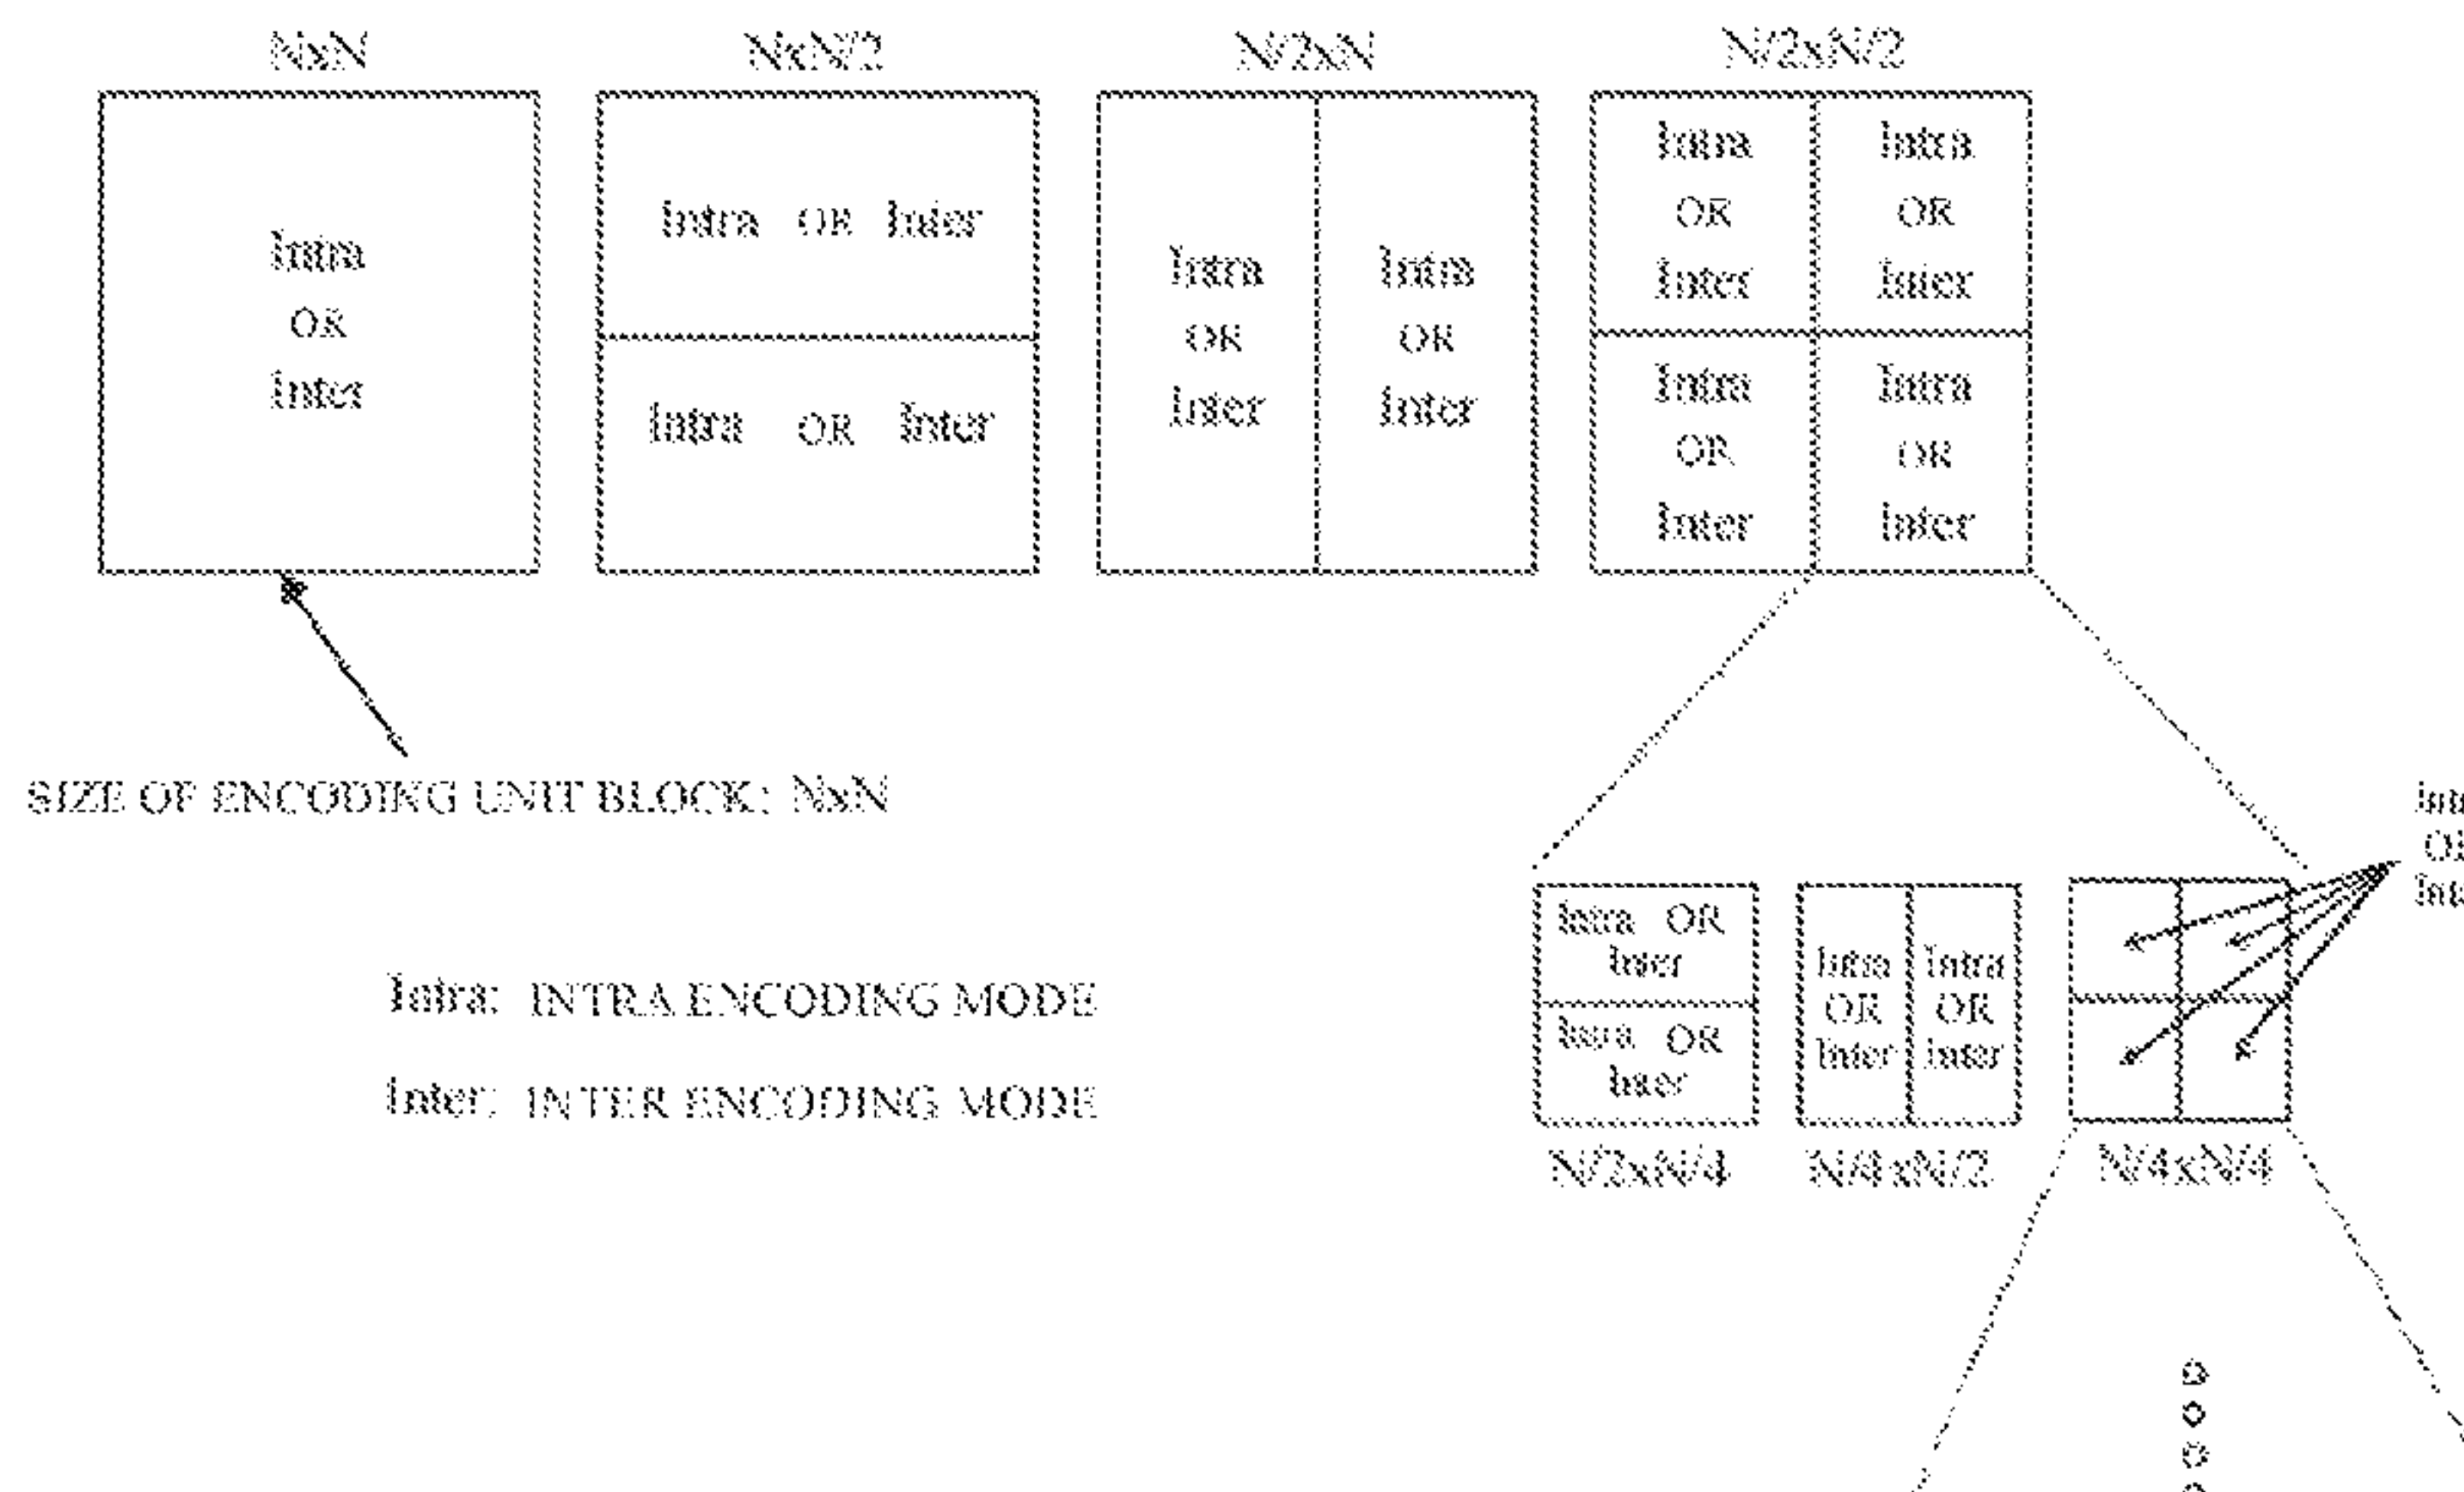 NxN
NxN/2
N/2xN
N/2xN/2
Intra
OR
Inter
Intra OR Inter
Intra OR Inter
Intra
OR
Inter
Intra
OR
Inter
Intra
OR
Inter
Intra
OR
Inter
Intra
OR
Inter
Intra
OR
Inter
SIZE OF ENCODING UNIT BLOCK: NxN
Intra: INTRA ENCODING MODE
Inter: INTER ENCODING MODE
Intra OR
Inter
Intra OR
Inter
Intra
OR
Inter
Intra
OR
Inter
N/2xN/4
N/4xN/2
N/4xN/4